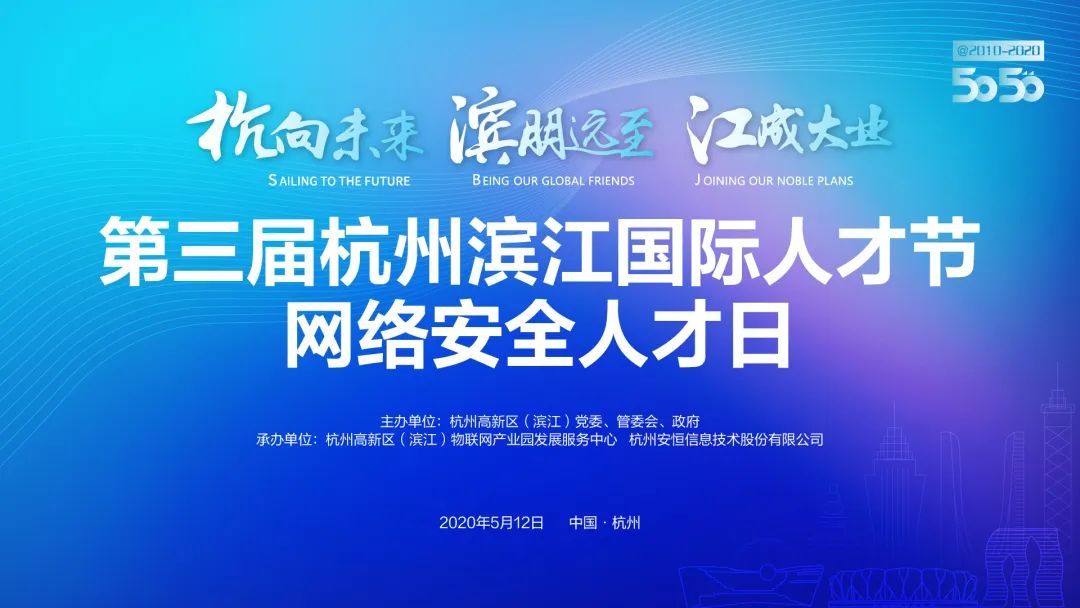 @2010-2020
5050
杭向未来 滨朋远至 江成大业
SAILING TO THE FUTURE BEING OUR GLOBAL FRIENDS JOINING OUR NOBLE PLANS
第三届杭州滨江国际人才节
网络安全人才日
主办单位：杭州高新区（滨江）党委、管委会、政府
承办单位：杭州高新区（滨江）物联网产业园发展服务中心 杭州安恒信息技术股份有限公司
2020年5月12日 中国·杭州